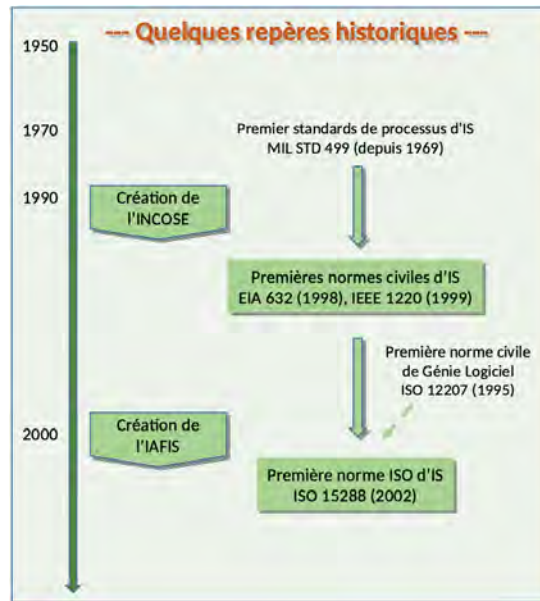 --- Quelques repères historiques ---
1950
1970
Premier standards de processus d'IS
MIL STD 499 (depuis 1969)
1990
Création de
l'INCOSE
Premières normes civiles d'IS
EIA 632 (1998), IEEE 1220 (1999)
Première norme civile
de Génie Logiciel
ISO 12207 (1995)
2000
Création de
l'IAFIS
Première norme ISO d'IS
ISO 15288 (2002)